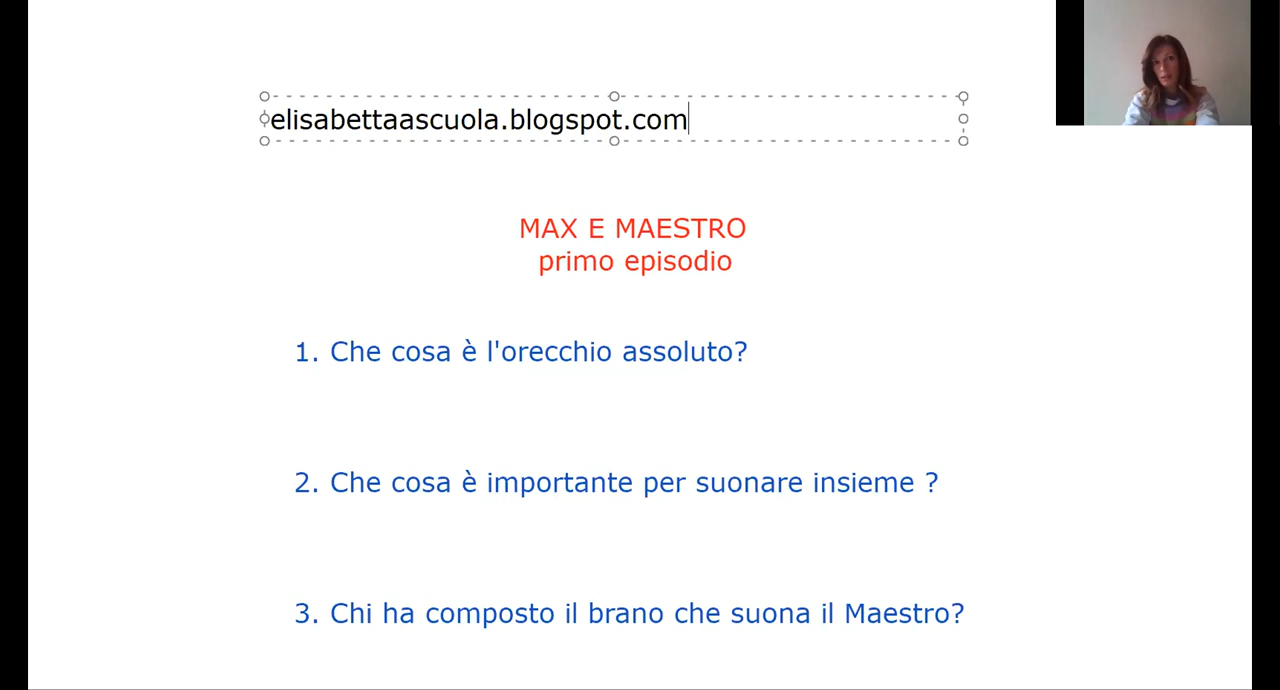 elisabettaascuola.blogspot.com
MAX E MAESTRO
primo episodio
1. Che cosa è l'orecchio assoluto?
2. Che cosa è importante per suonare insieme ?
3. Chi ha composto il brano che suona il Maestro?